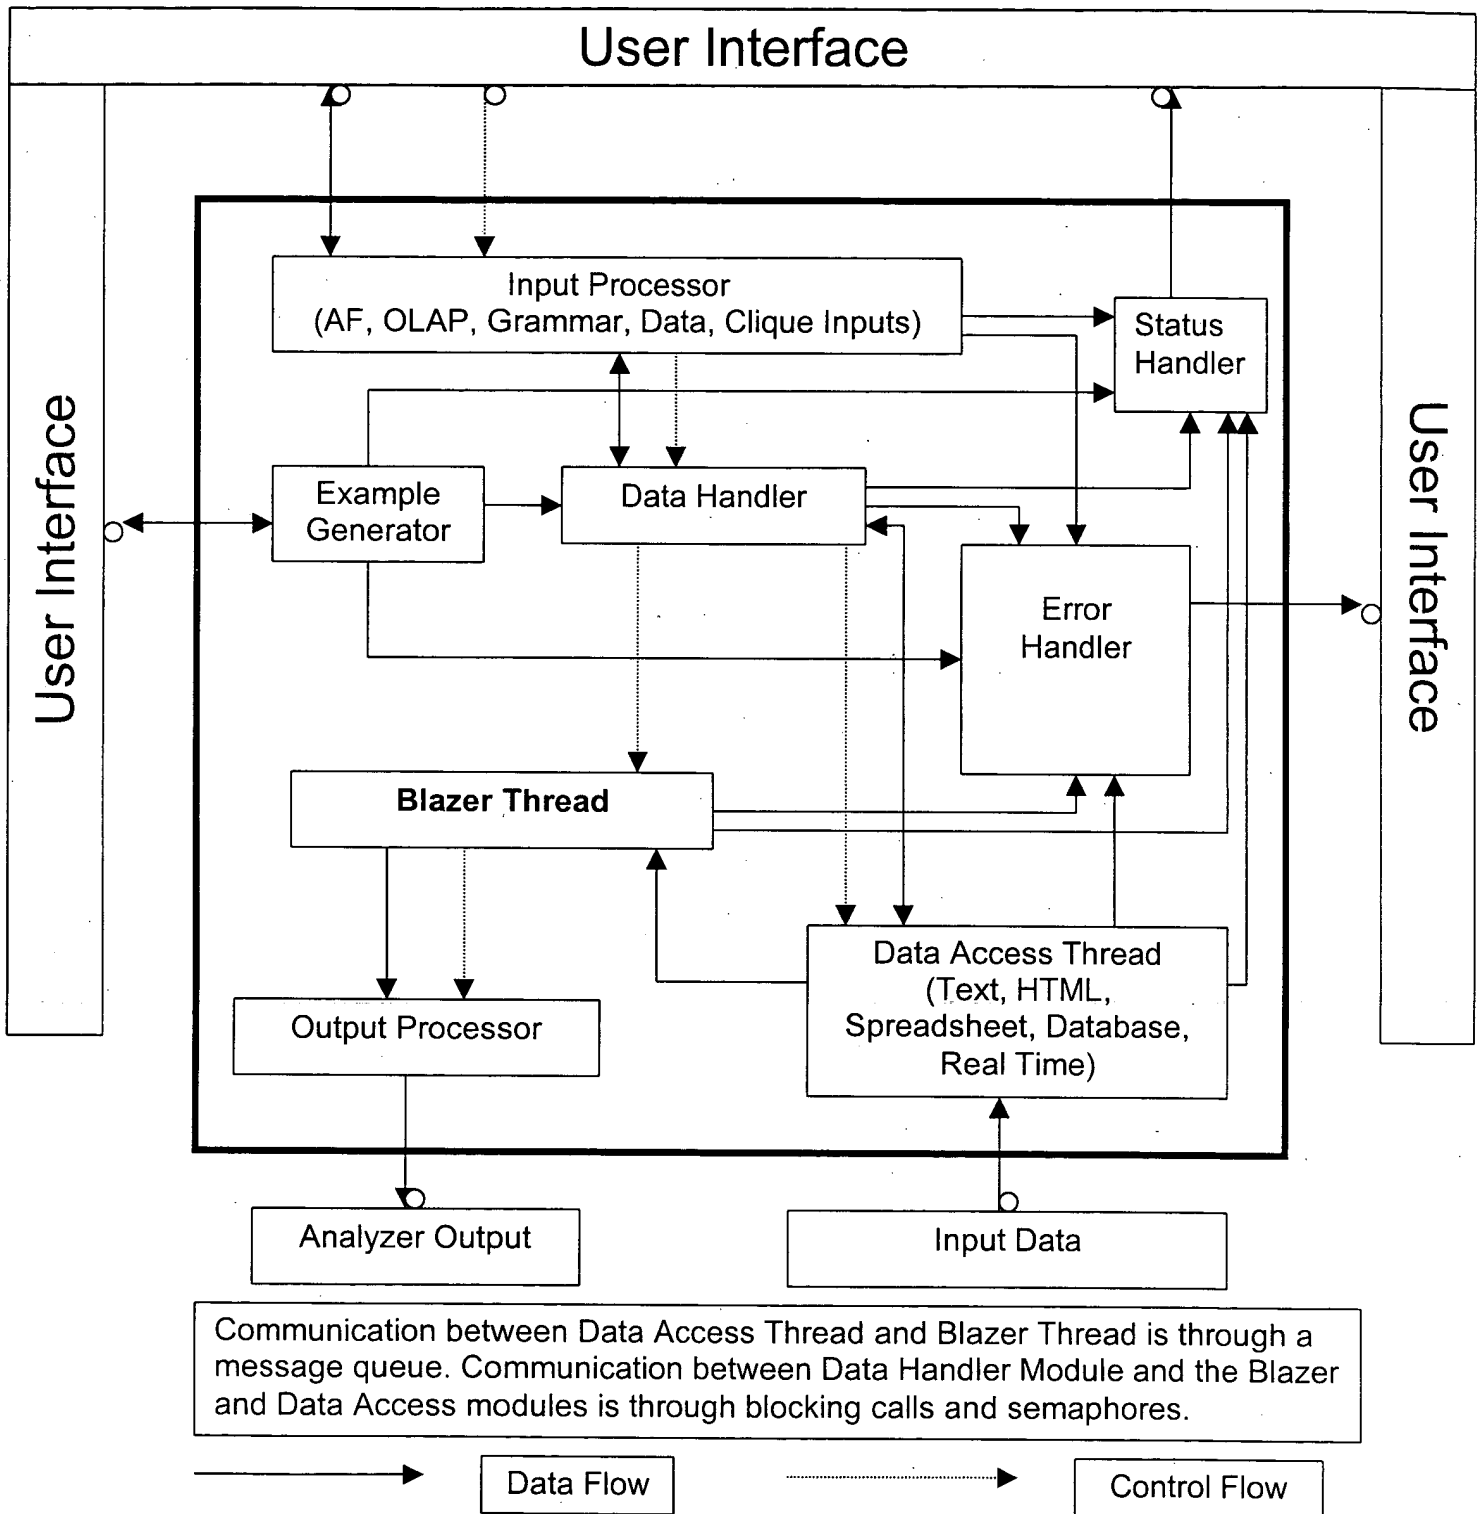 User Interface
Input Processor
(AF, OLAP, Grammar, Data, Clique Inputs)
Status
Handler
User Interface
User Interface
Example
Generator
Data Handler
Error
Handler
Blazer Thread
Data Access Thread
(Text, HTML,
Spreadsheet, Database,
Real Time)
Output Processor
Analyzer Output
Input Data
Communication between Data Access Thread and Blazer Thread is through a
message queue. Communication between Data Handler Module and the Blazer
and Data Access modules is through blocking calls and semaphores.
Data Flow
Control Flow